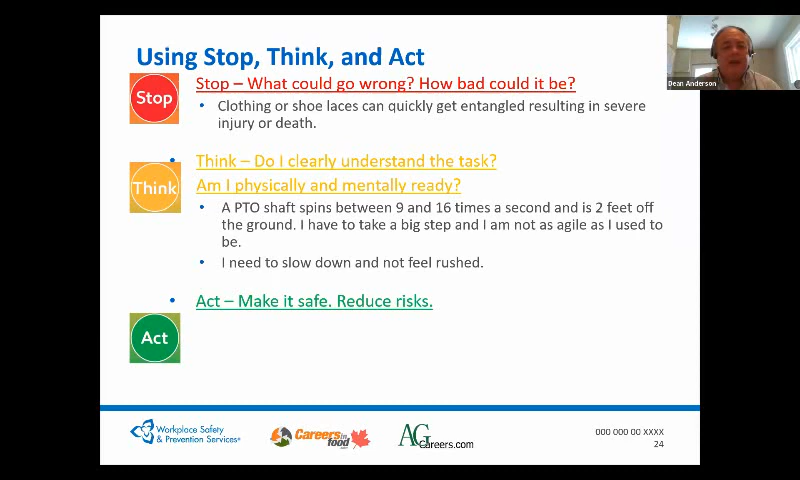 Using Stop, Think, and Act
Stop
Stop – What could go wrong? How bad could it be?
• Clothing or shoe laces can quickly get entangled resulting in severe
injury or death.
• Think – Do I clearly understand the task?
Think
Am I physically and mentally ready?
• A PTO shaft spins between 9 and 16 times a second and is 2 feet off
the ground. I have to take a big step and I am not as agile as I used to
be.
• I need to slow down and not feel rushed.
• Act – Make it safe. Reduce risks.
Act
Workplace Safety
& Prevention Services
Careers in
food
AG
Careers.com
000 000 00 XXXX
24
Dean Anderson